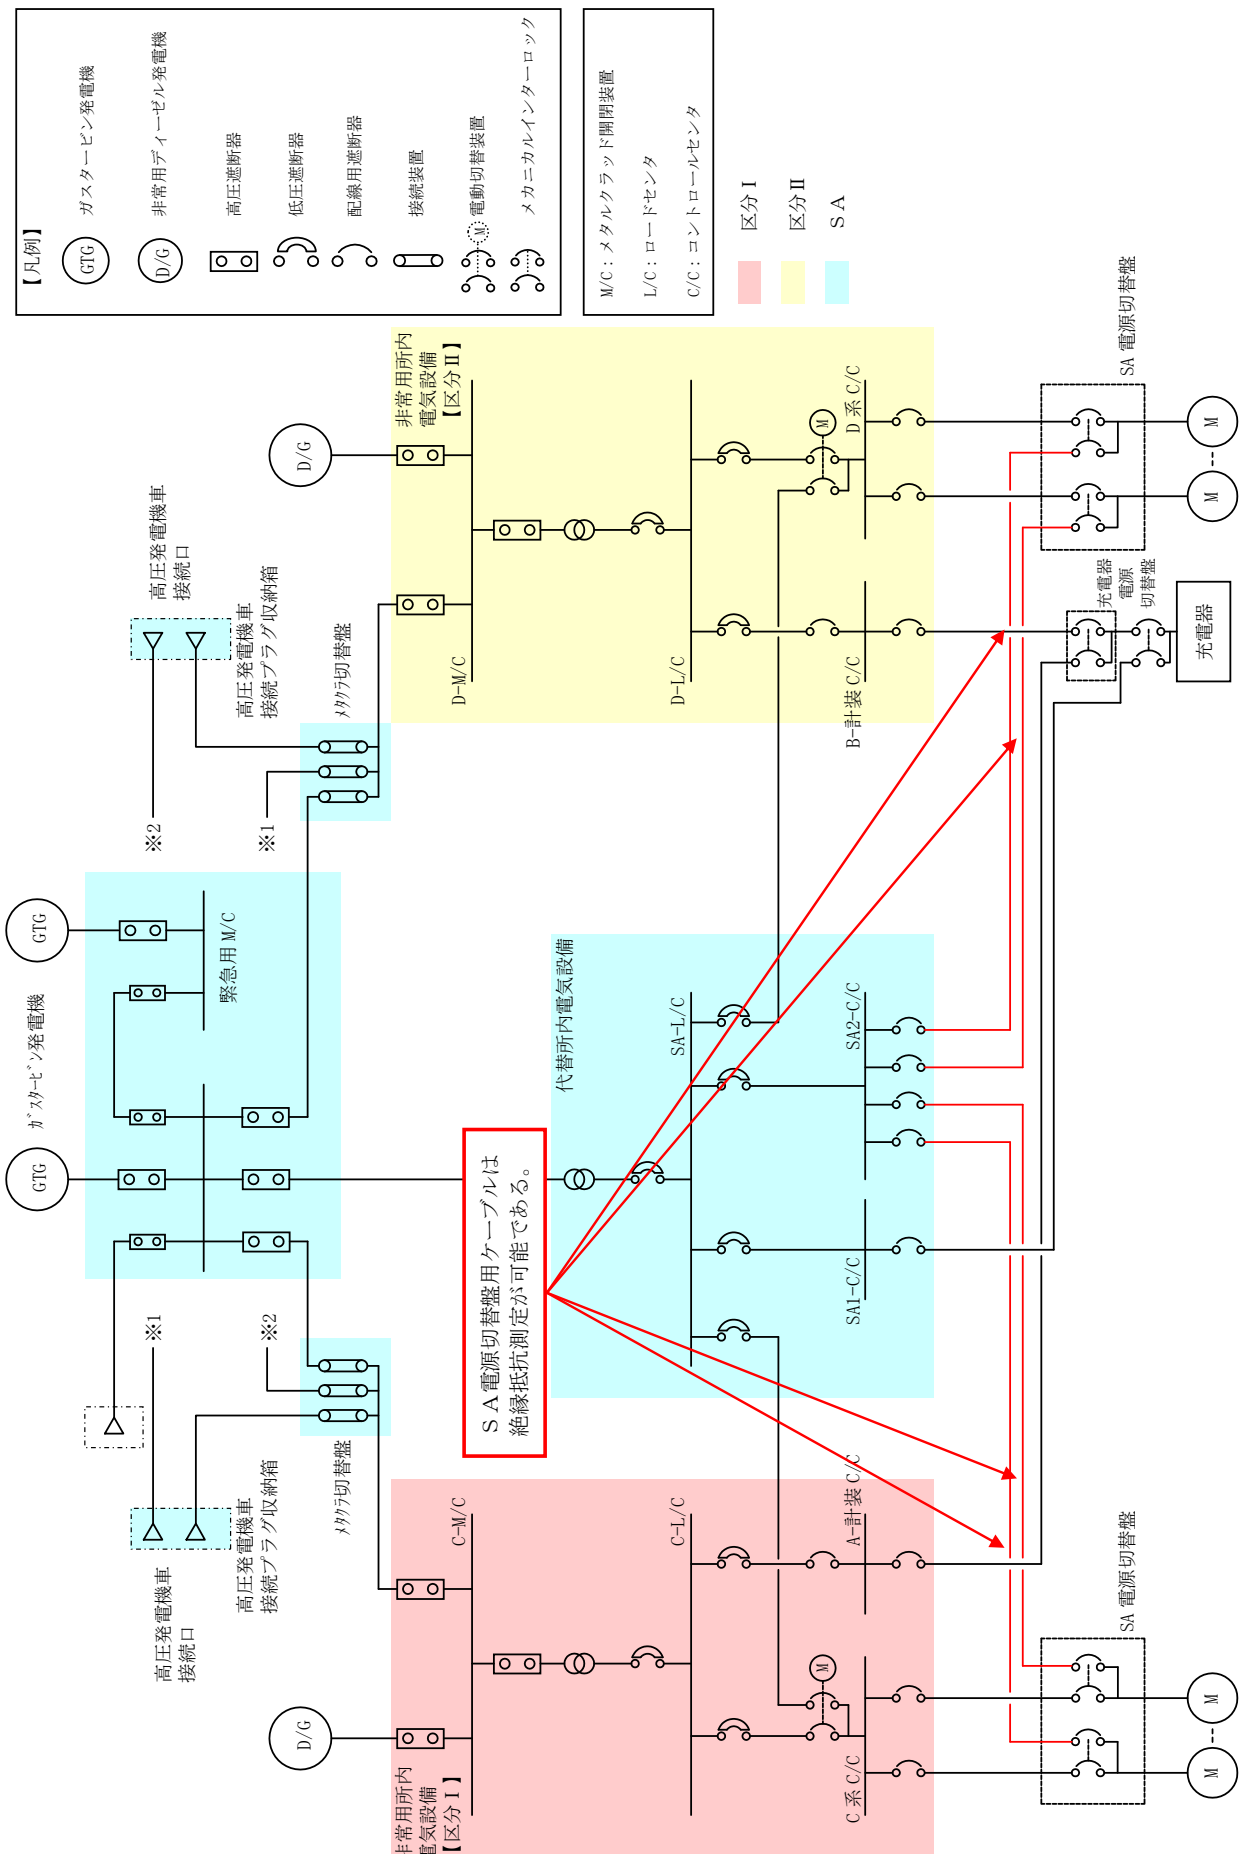 【凡例】
GTG
ガスタービン発電機
D/G
非常用ディーゼル発電機
高圧遮断器
低圧遮断器
配線用遮断器
接続装置
M
電動切替装置
メカニカルインターロック
M/C：メタルクラッド開閉装置
L/C：ロードセンタ
C/C：コントロールセンタ
区分Ⅰ
区分Ⅱ
SA
ガスタービン発電機
GTG
GTG
緊急用 M/C
高圧発電機車
接続口
高圧発電機車
接続プラグ収納箱
※1
※2
メタクラ切替盤
高圧発電機車
接続口
高圧発電機車
接続プラグ収納箱
※2
※1
メタクラ切替盤
D/G
非常用所内
電気設備
【区分Ⅰ】
C-M/C
C-L/C
M
C 系 C/C
A-計装 C/C
SA電源切替盤用ケーブルは
絶縁抵抗測定が可能である。
代替所内電気設備
SA-L/C
SA1-C/C
SA2-C/C
D/G
非常用所内
電気設備
【区分Ⅱ】
D-M/C
D-L/C
M
B-計装 C/C
D 系 C/C
SA 電源切替盤
M
M
充電器
電源
切替盤
充電器
SA 電源切替盤
M
M